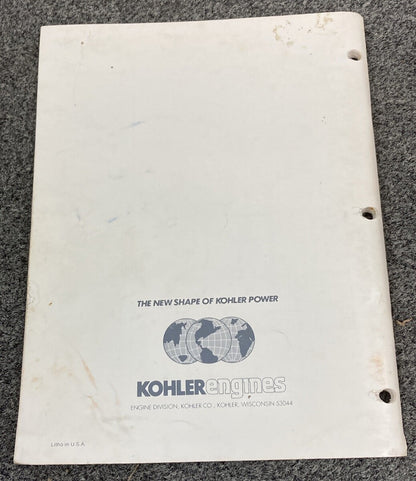 THE NEW SHAPE OF KOHLER POWER
KOHLERengines
ENGINE DIVISION, KOHLER CO., KOHLER, WISCONSIN 53044
Litho in U.S.A.